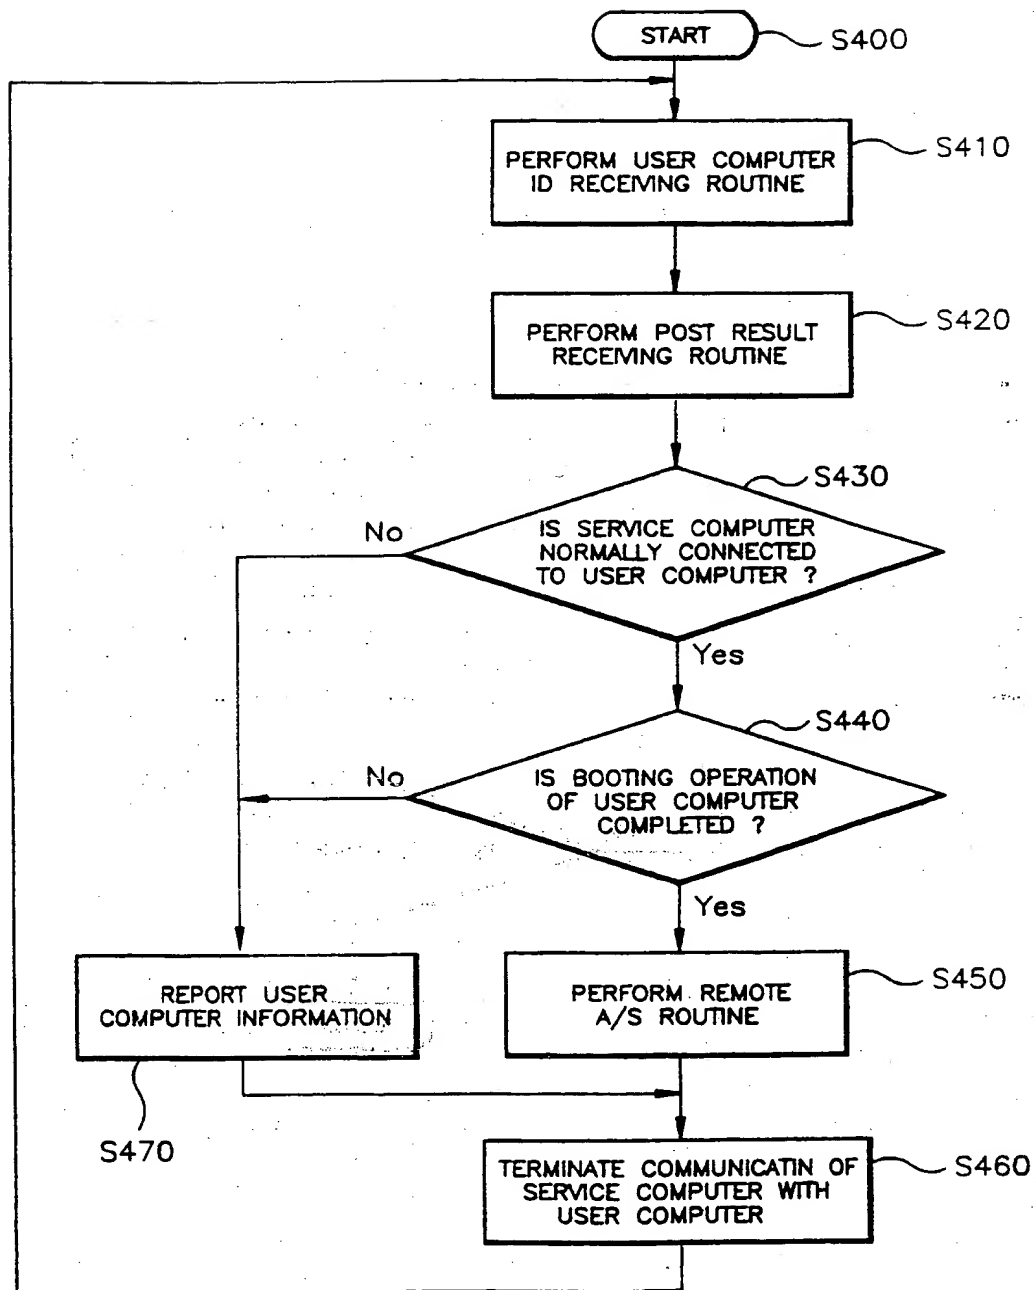 START
S400
PERFORM USER COMPUTER
ID RECEIVING ROUTINE
S410
PERFORM POST RESULT
RECEIVING ROUTINE
S420
S430
IS SERVICE COMPUTER
NORMALLY CONNECTED
TO USER COMPUTER ?
No
Yes
S440
IS BOOTING OPERATION
OF USER COMPUTER
COMPLETED ?
No
Yes
REPORT USER
COMPUTER INFORMATION
S470
PERFORM REMOTE
A/S ROUTINE
S450
TERMINATE COMMUNICATIN OF
SERVICE COMPUTER WITH
USER COMPUTER
S460